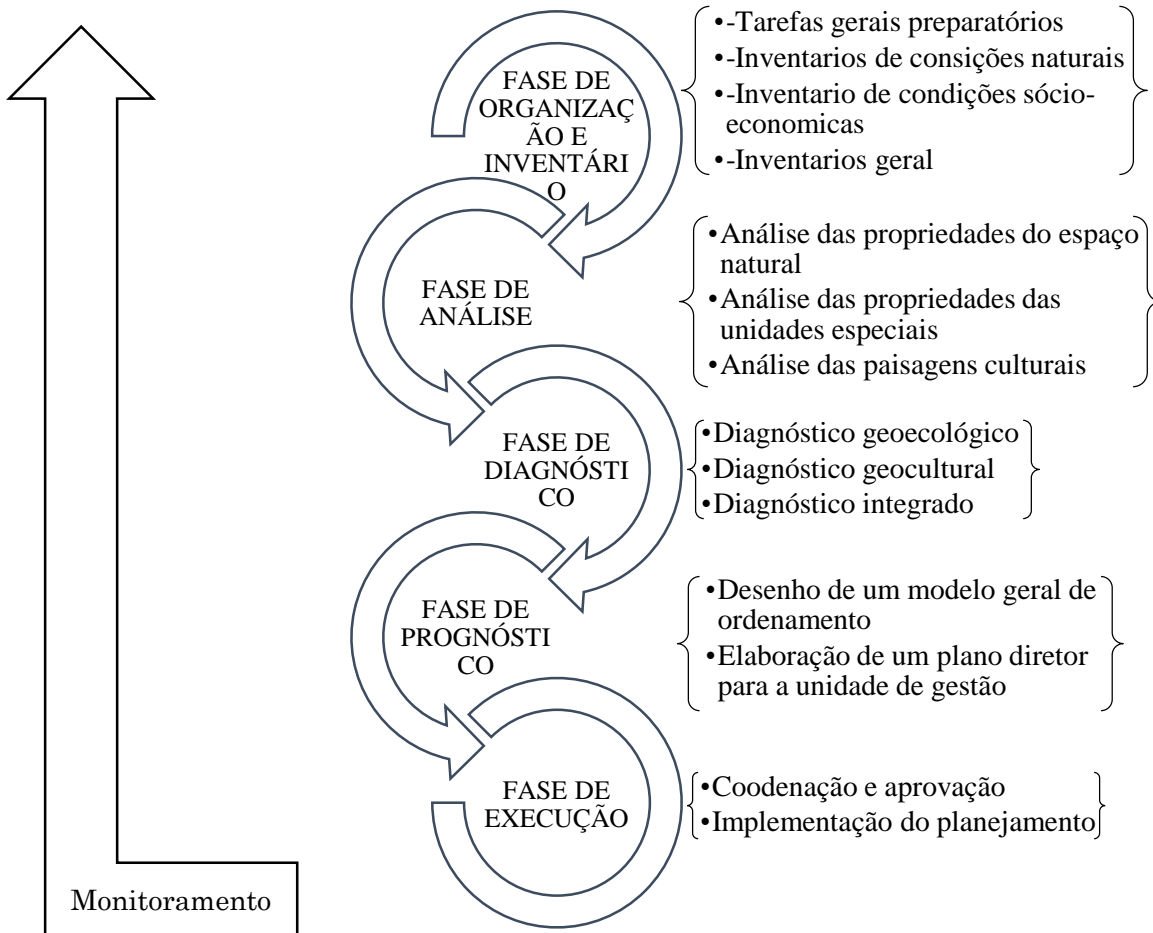 FASE DE
ORGANIZAÇ
ÃO E
INVENTÁRI
O
•-Tarefas gerais preparatórios
•-Inventarios de consições naturais
•-Inventario de condições sócio-
economicas
•-Inventarios geral
FASE DE
ANÁLISE
•Análise das propriedades do espaço
natural
•Análise das propriedades das
unidades especiais
•Análise das paisagens culturais
FASE DE
DIAGNÓSTI
CO
•Diagnóstico geoecológico
•Diagnóstico geocultural
•Diagnóstico integrado
FASE DE
PROGNÓSTI
CO
•Desenho de um modelo geral de
ordenamento
•Elaboração de um plano diretor
para a unidade de gestão
FASE DE
EXECUÇÃO
•Coodenação e aprovação
•Implementação do planejamento
Monitoramento